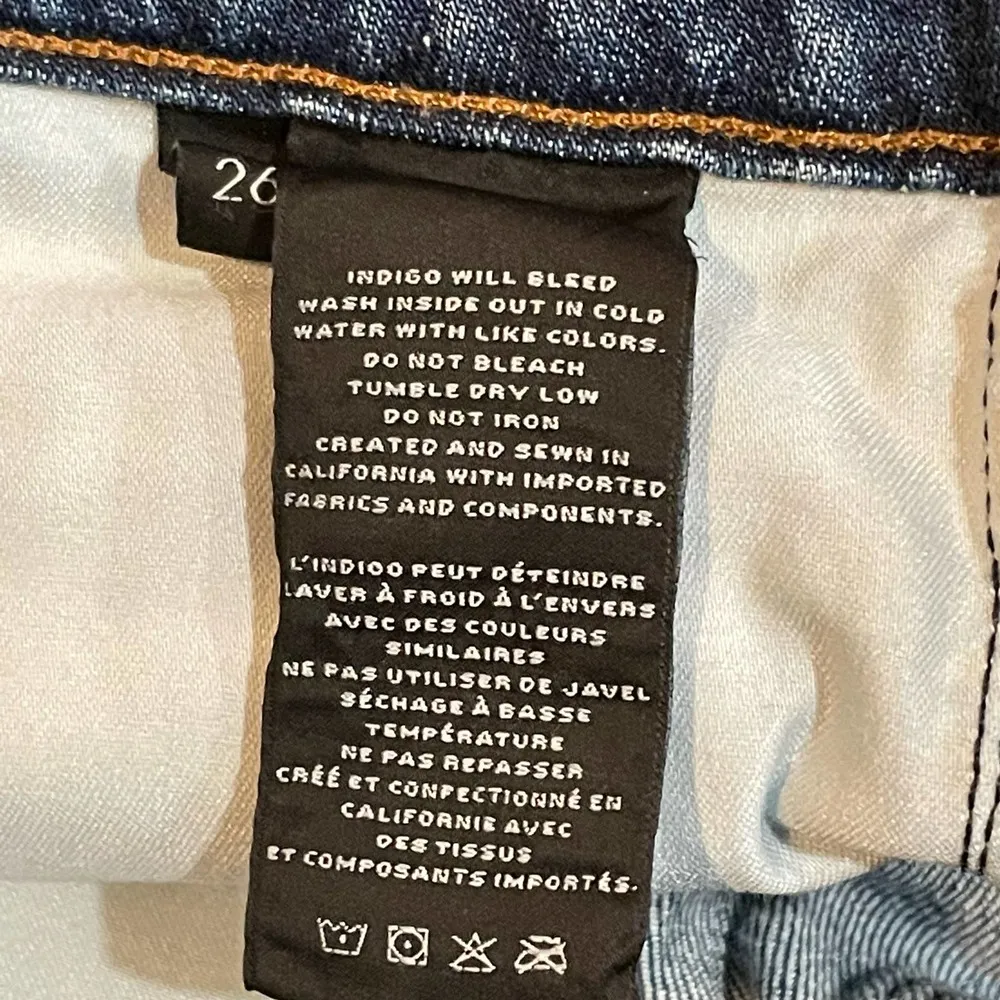 26
INDIGO WILL BLEED
WASH INSIDE OUT IN COLD
WATER WITH LIKE COLORS.
DO NOT BLEACH
TUMBLE DRY LOW
DO NOT IRON
CREATED AND SEWN IN
CALIFORNIA WITH IMPORTED
FABRICS AND COMPONENTS.
L'INDIGO PEUT DÉTEINDRE
LAVER À FROID À L'ENVERS
AVEC DES COULEURS
SIMILAIRES
NE PAS UTILISER DE JAVEL
SÉCHAGE À BASSE
TEMPÉRATURE
NE PAS REPASSER
CRÉÉ ET CONFECTIONNÉ EN
CALIFORNIE AVEC
DES TISSUS
ET COMPOSANTS IMPORTÉS.